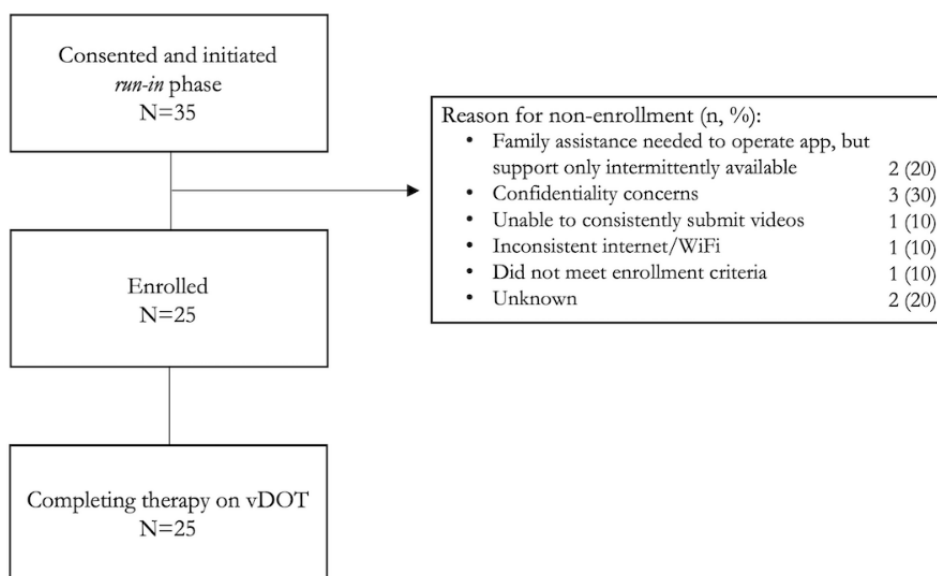 Consented and initiated
run-in phase
N=35
Reason for non-enrollment (n, %):
• Family assistance needed to operate app, but
support only intermittently available 2 (20)
• Confidentiality concerns 3 (30)
• Unable to consistently submit videos 1 (10)
• Inconsistent internet/WiFi 1 (10)
• Did not meet enrollment criteria 1 (10)
• Unknown 2 (20)
Enrolled
N=25
Completing therapy on vDOT
N=25